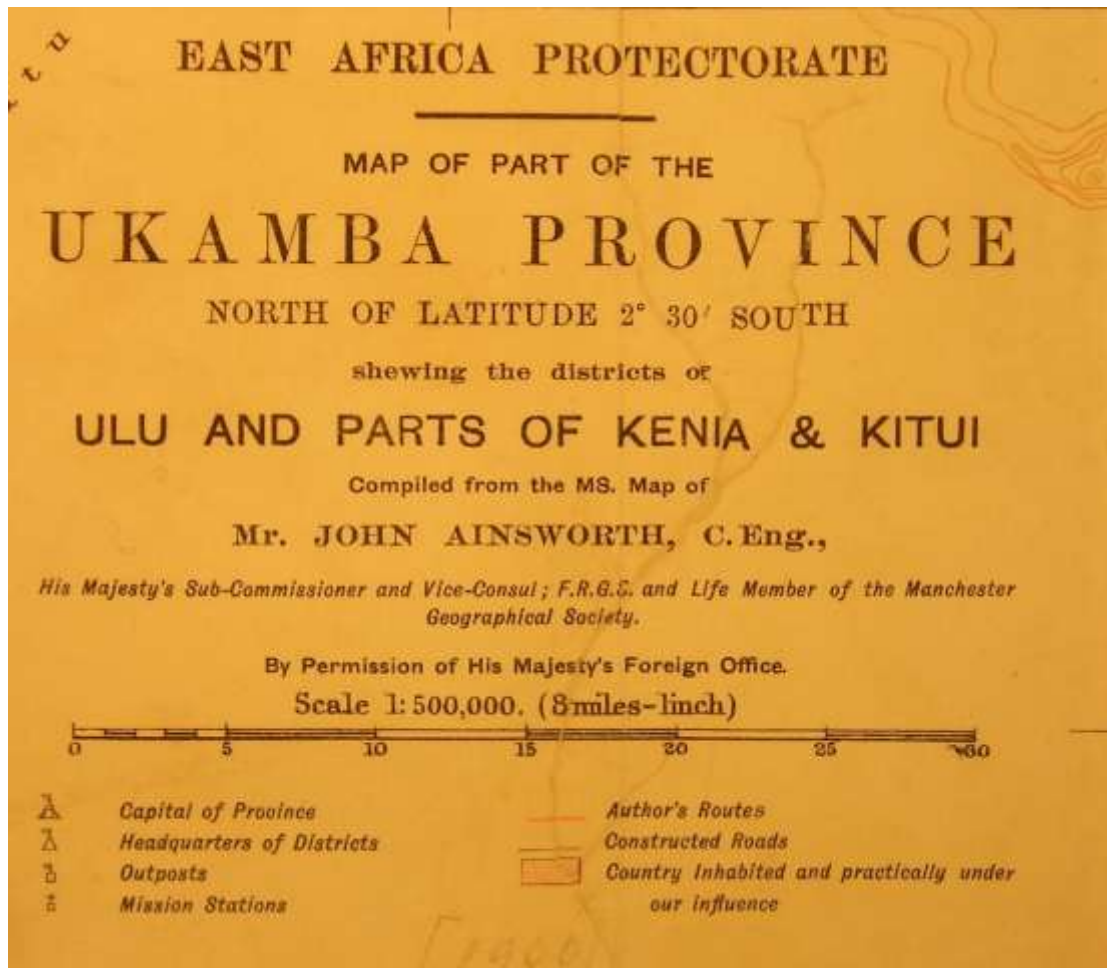 EAST AFRICA PROTECTORATE
MAP OF PART OF THE
UKAMBA PROVINCE
NORTH OF LATITUDE 2° 30' SOUTH
shewing the districts of
ULU AND PARTS OF KENIA & KITUI
Compiled from the MS. Map of
Mr. JOHN AINSWORTH, C. Eng.,
His Majesty's Sub-Commissioner and Vice-Consul; F.R.G.S. and Life Member of the Manchester
Geographical Society.
By Permission of His Majesty's Foreign Office.
Scale 1:500,000. (8miles-1inch)
0 5 10 15 20 25 30
Capital of Province Author's Routes
Headquarters of Districts Constructed Roads
Outposts Country Inhabited and practically under
Mission Stations our influence
[1900]